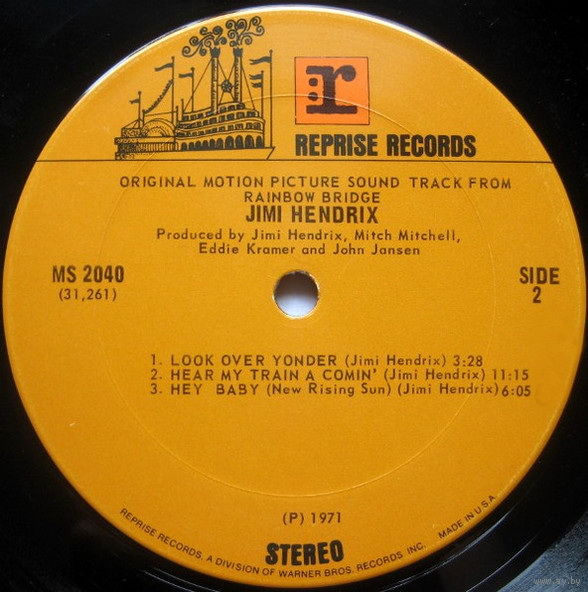 r
REPRISE RECORDS
ORIGINAL MOTION PICTURE SOUND TRACK FROM
RAINBOW BRIDGE
JIMI HENDRIX
Produced by Jimi Hendrix, Mitch Mitchell,
Eddie Kramer and John Jansen
MS 2040
(31,261)
SIDE
2
1. LOOK OVER YONDER (Jimi Hendrix) 3:28
2. HEAR MY TRAIN A COMIN' (Jimi Hendrix) 11:15
3. HEY BABY (New Rising Sun) (Jimi Hendrix) 6:05
(P) 1971
STEREO
REPRISE RECORDS, A DIVISION OF WARNER BROS. RECORDS INC. MADE IN U.S.A.
www.ay.by